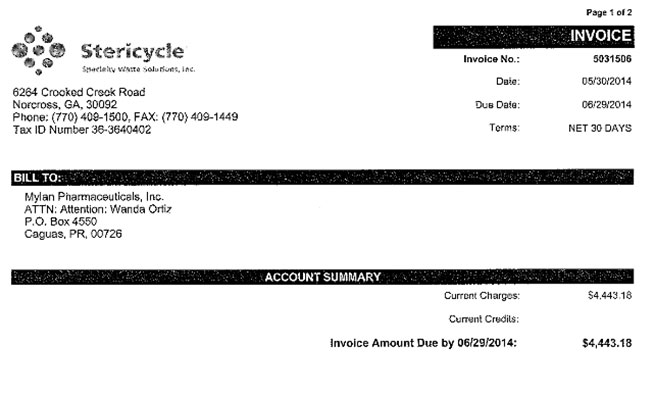 Page 1 of 2
Stericycle
Specialty Waste Solutions, Inc.
INVOICE
Invoice No.: 5031506
Date: 05/30/2014
Due Date: 06/29/2014
Terms: NET 30 DAYS
6264 Crooked Creek Road
Norcross, GA, 30092
Phone: (770) 409-1500, FAX: (770) 409-1449
Tax ID Number 36-3640402
BILL TO:
Mylan Pharmaceuticals, Inc.
ATTN: Attention: Wanda Ortiz
P.O. Box 4550
Caguas, PR, 00726
ACCOUNT SUMMARY
Current Charges: $4,443.18
Current Credits:
Invoice Amount Due by 06/29/2014: $4,443.18